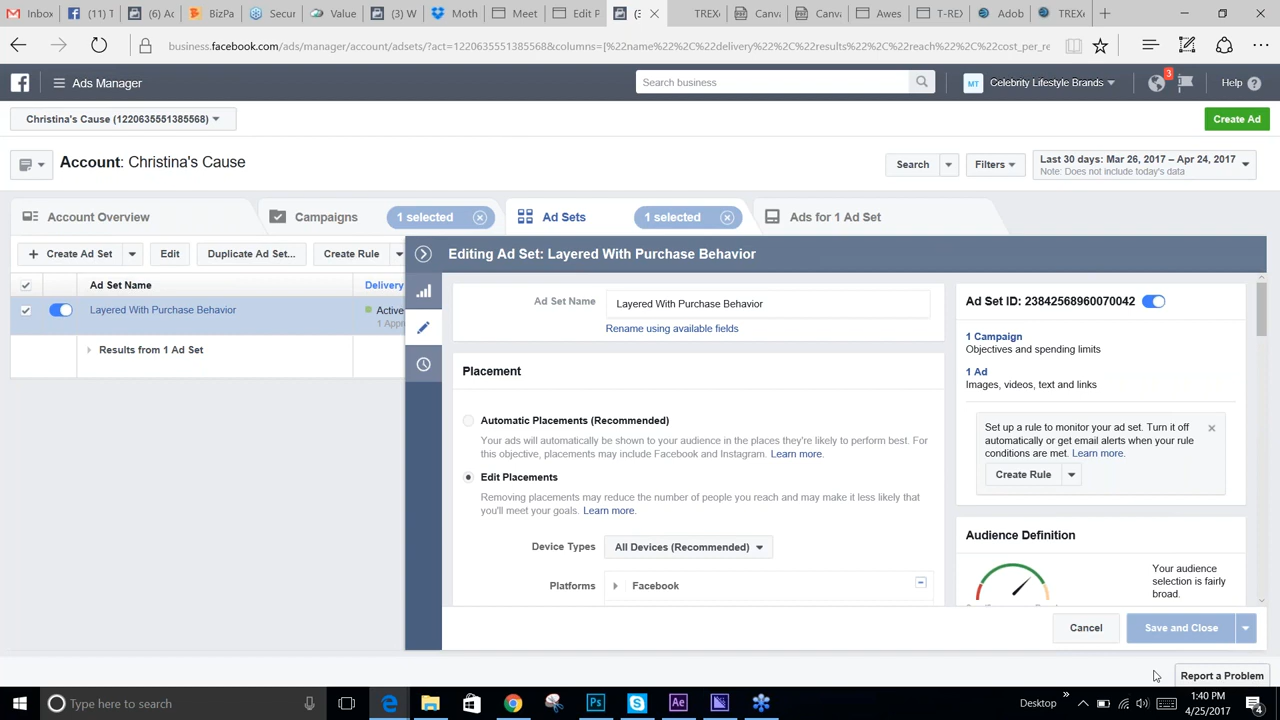 Inbox
(11) T
(6) Ac
BizPa
Secur
Value
(3) W
Moth
Meet
Edit P
(3
TREX
Canva
Canva
Awes
T-REX
Adob
TREX
business.facebook.com/ads/manager/account/adsets/?act=1220635551385568&columns=[%22name%22%2C%22delivery%22%2C%22results%22%2C%22reach%22%2C%22cost_per_re
Ads Manager
Search business
MT
Celebrity Lifestyle Brands
3
Help
Christina's Cause (1220635551385568)
Create Ad
Account: Christina's Cause
Search
Filters
Last 30 days: Mar 26, 2017 – Apr 24, 2017
Note: Does not include today's data
Account Overview
Campaigns
1 selected
Ad Sets
1 selected
Ads for 1 Ad Set
Create Ad Set
Edit
Duplicate Ad Set...
Create Rule
Editing Ad Set: Layered With Purchase Behavior
Ad Set Name
Delivery
Layered With Purchase Behavior
Active
1 Appr
Results from 1 Ad Set
Ad Set Name
Layered With Purchase Behavior
Rename using available fields
Placement
Automatic Placements (Recommended)
Your ads will automatically be shown to your audience in the places they're likely to perform best. For
this objective, placements may include Facebook and Instagram. Learn more.
Edit Placements
Removing placements may reduce the number of people you reach and may make it less likely that
you'll meet your goals. Learn more.
Device Types
All Devices (Recommended)
Platforms
Facebook
Ad Set ID: 23842568960070042
1 Campaign
Objectives and spending limits
1 Ad
Images, videos, text and links
Set up a rule to monitor your ad set. Turn it off
automatically or get email alerts when your rule
conditions are met. Learn more.
Create Rule
Audience Definition
Your audience
selection is fairly
broad.
Cancel
Save and Close
Report a Problem
Type here to search
Desktop
1:40 PM
4/25/2017
4